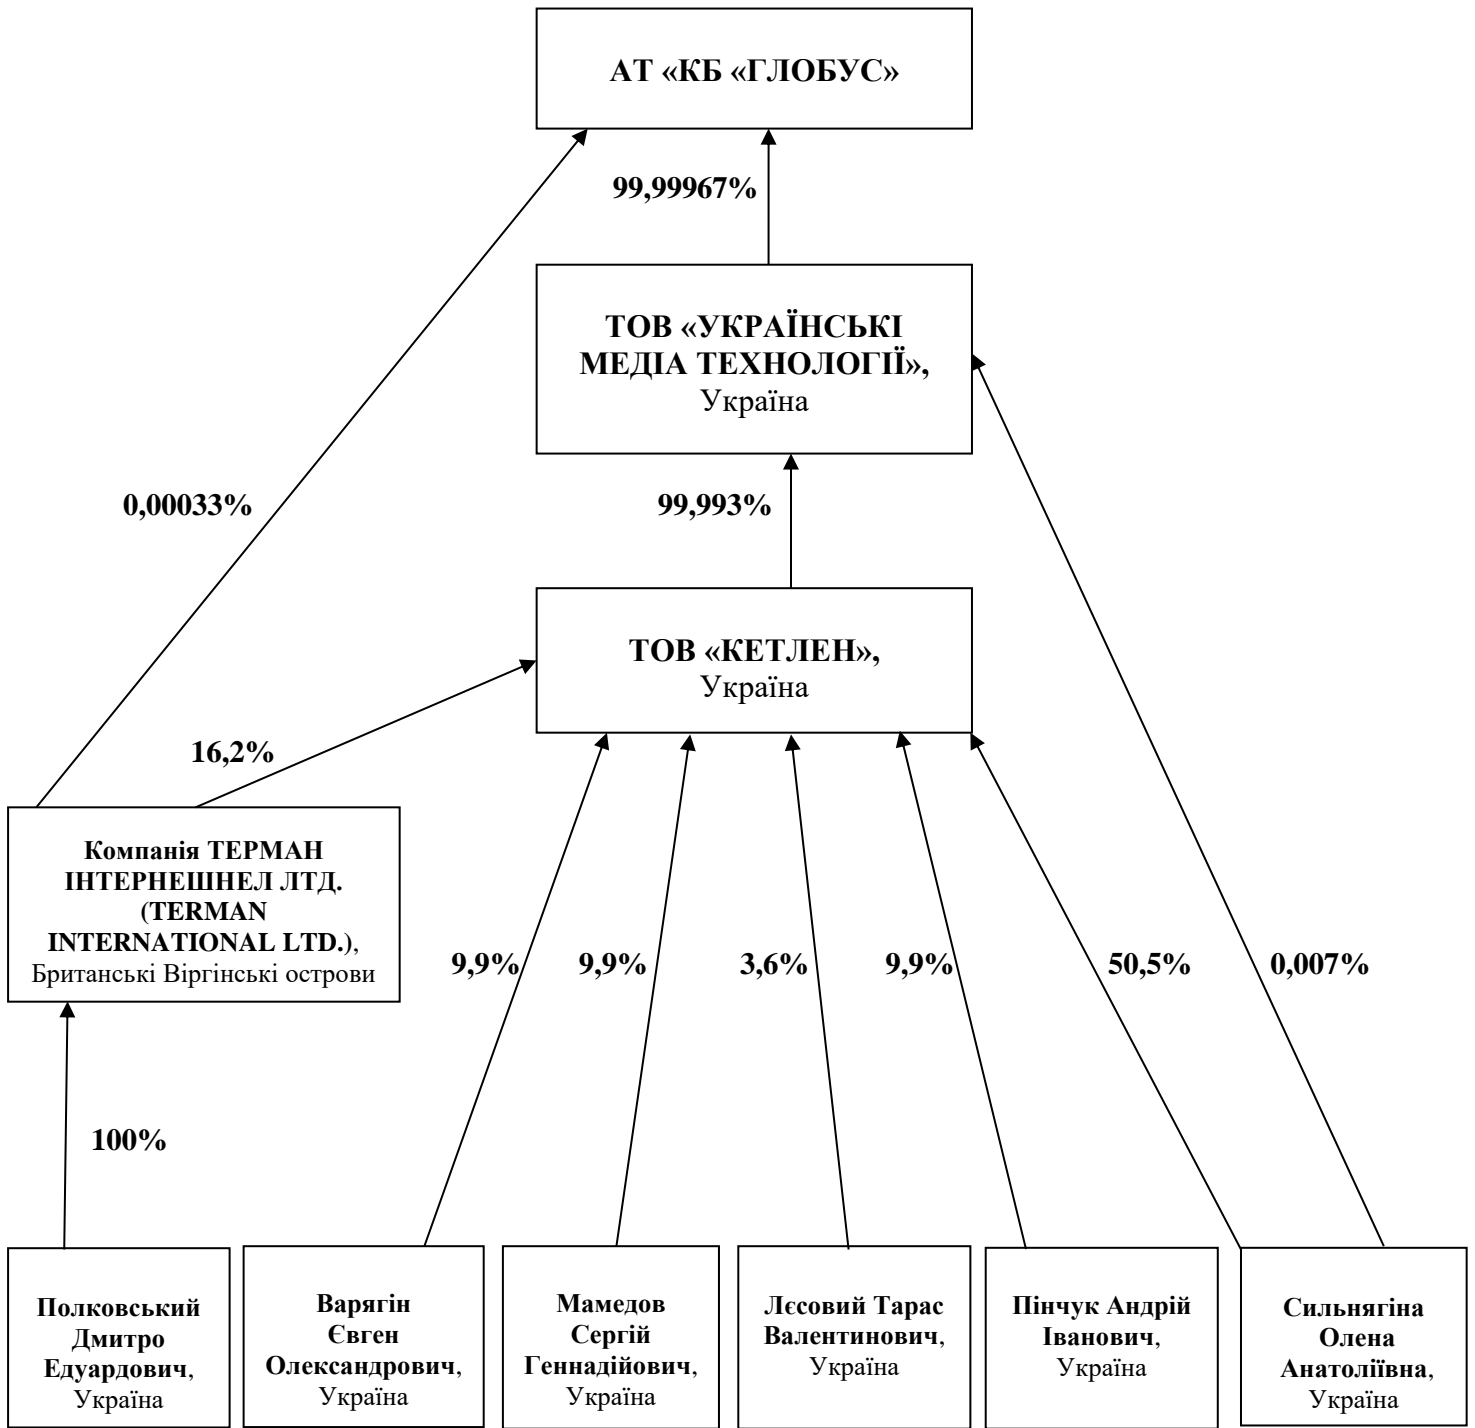 АТ «КБ «ГЛОБУС»
99,99967%
ТОВ «УКРАЇНСЬКІ
МЕДІА ТЕХНОЛОГІЇ»,
Україна
0,00033%
99,993%
ТОВ «КЕТЛЕН»,
Україна
16,2%
Компанія ТЕРМАН
ІНТЕРНЕШНЕЛ ЛТД.
(TERMAN
INTERNATIONAL LTD.),
Британські Віргінські острови
9,9%
9,9%
3,6%
9,9%
50,5%
0,007%
100%
Полковський
Дмитро
Едуардович,
Україна
Варягін
Євген
Олександрович,
Україна
Мамедов
Сергій
Геннадійович,
Україна
Лєсовий Тарас
Валентинович,
Україна
Пінчук Андрій
Іванович,
Україна
Сильнягіна
Олена
Анатоліївна,
Україна